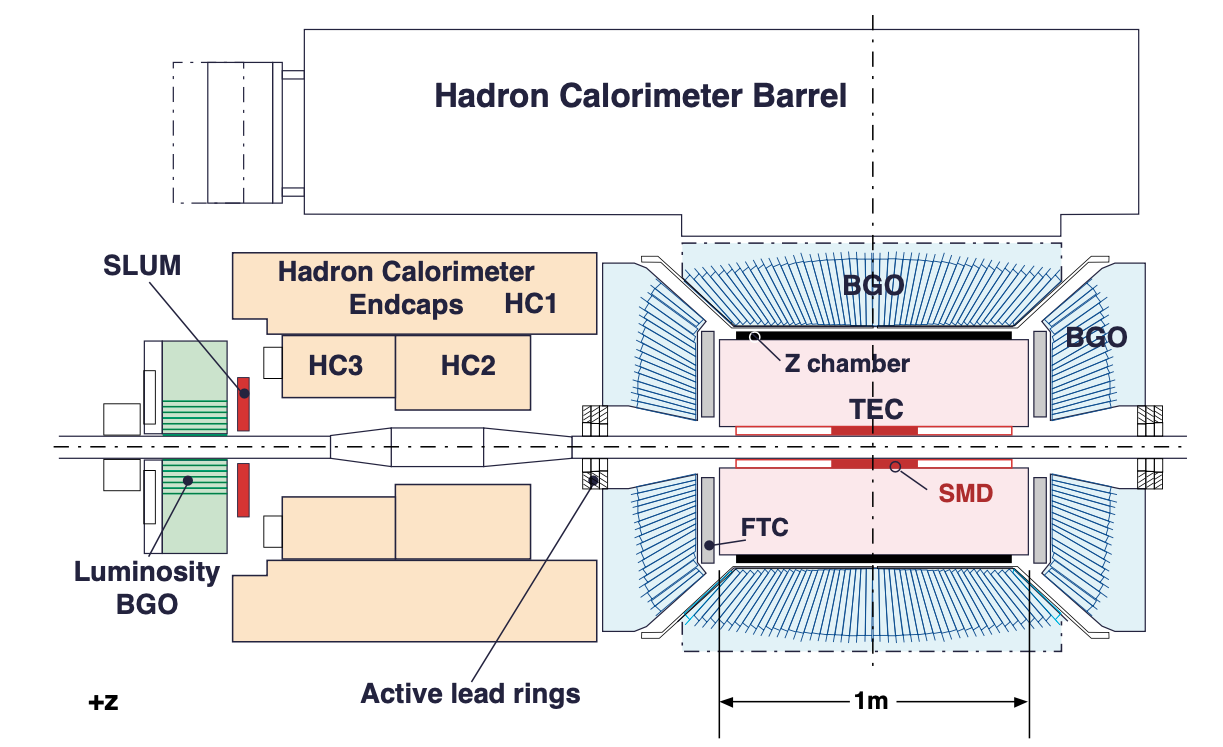 Hadron Calorimeter Barrel
SLUM
Hadron Calorimeter
Endcaps HC1
BGO
BGO
HC3
HC2
Z chamber
TEC
SMD
FTC
Luminosity
BGO
Active lead rings
+z
1m